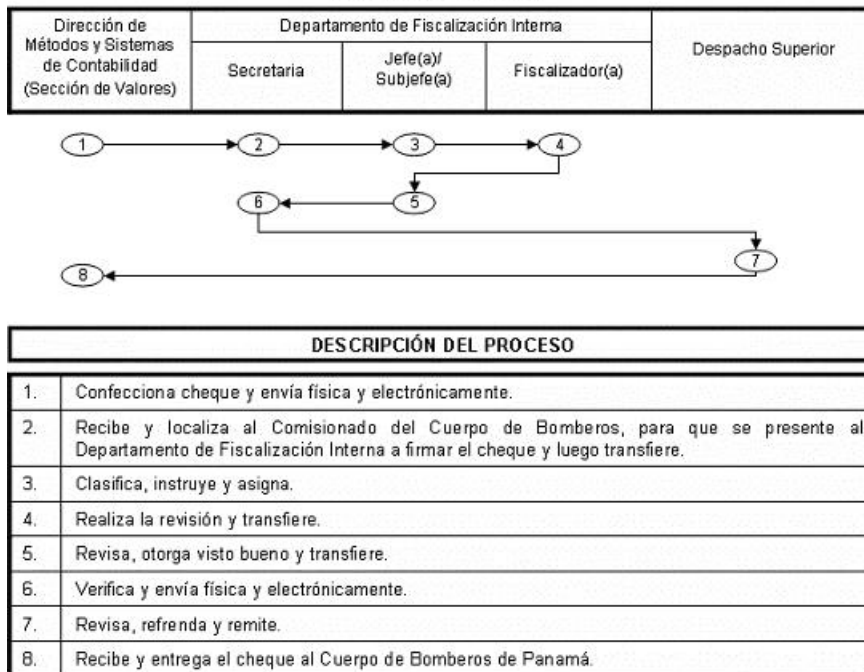 Dirección de
Métodos y Sistemas
de Contabilidad
(Sección de Valores)
Departamento de Fiscalización Interna
Secretaria
Jefe(a)/
Subjefe(a)
Fiscalizador(a)
Despacho Superior
1
2
3
4
6
5
7
8
DESCRIPCIÓN DEL PROCESO
1. Confecciona cheque y envía física y electrónicamente.
2. Recibe y localiza al Comisionado del Cuerpo de Bomberos, para que se presente al
Departamento de Fiscalización Interna a firmar el cheque y luego transfiere.
3. Clasifica, instruye y asigna.
4. Realiza la revisión y transfiere.
5. Revisa, otorga visto bueno y transfiere.
6. Verifica y envía física y electrónicamente.
7. Revisa, refrenda y remite.
8. Recibe y entrega el cheque al Cuerpo de Bomberos de Panamá.